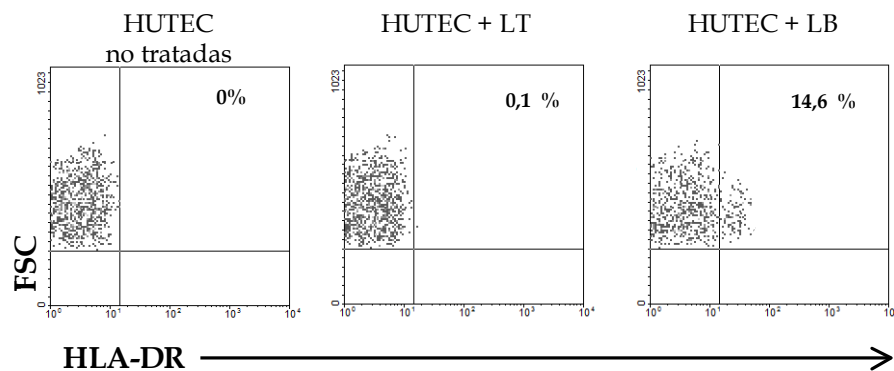 HUTEC
no tratadas
HUTEC + LT
HUTEC + LB
1023
0%
0
10⁰ 10¹ 10² 10³ 10⁴
1023
0,1 %
0
10⁰ 10¹ 10² 10³ 10⁴
1023
14,6 %
0
10⁰ 10¹ 10² 10³ 10
FSC
HLA-DR